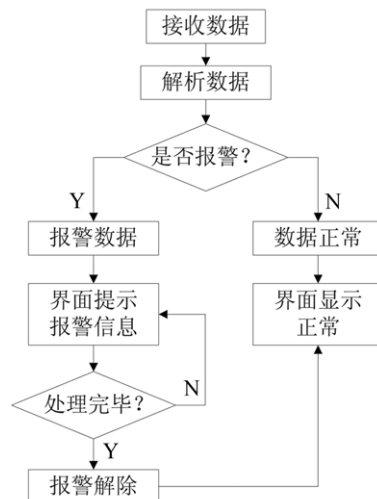 接收数据
解析数据
是否报警？
Y
N
报警数据
数据正常
界面提示
报警信息
界面显示
正常
处理完毕？
N
Y
报警解除